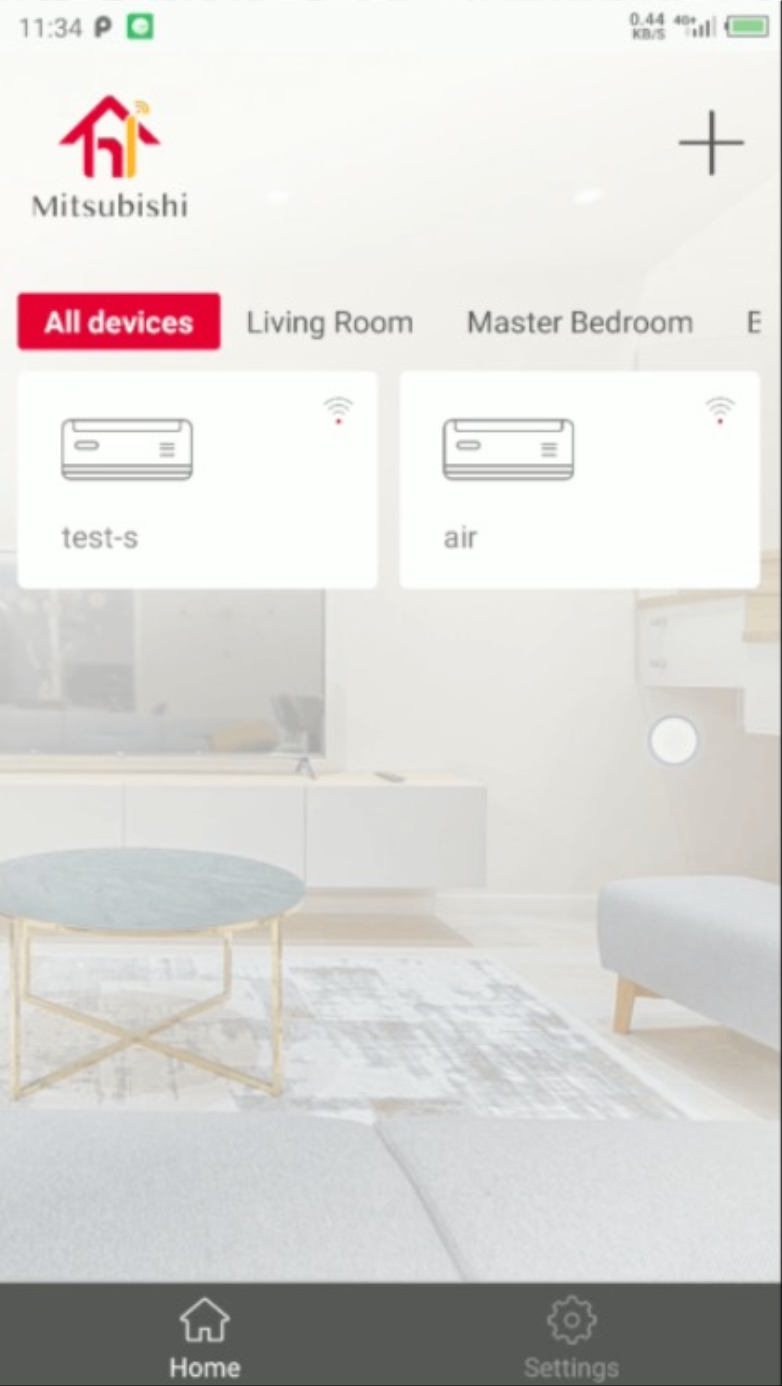 11:34
0.44
KB/S
4G+
Mitsubishi
All devices
Living Room
Master Bedroom
test-s
air
Home
Settings